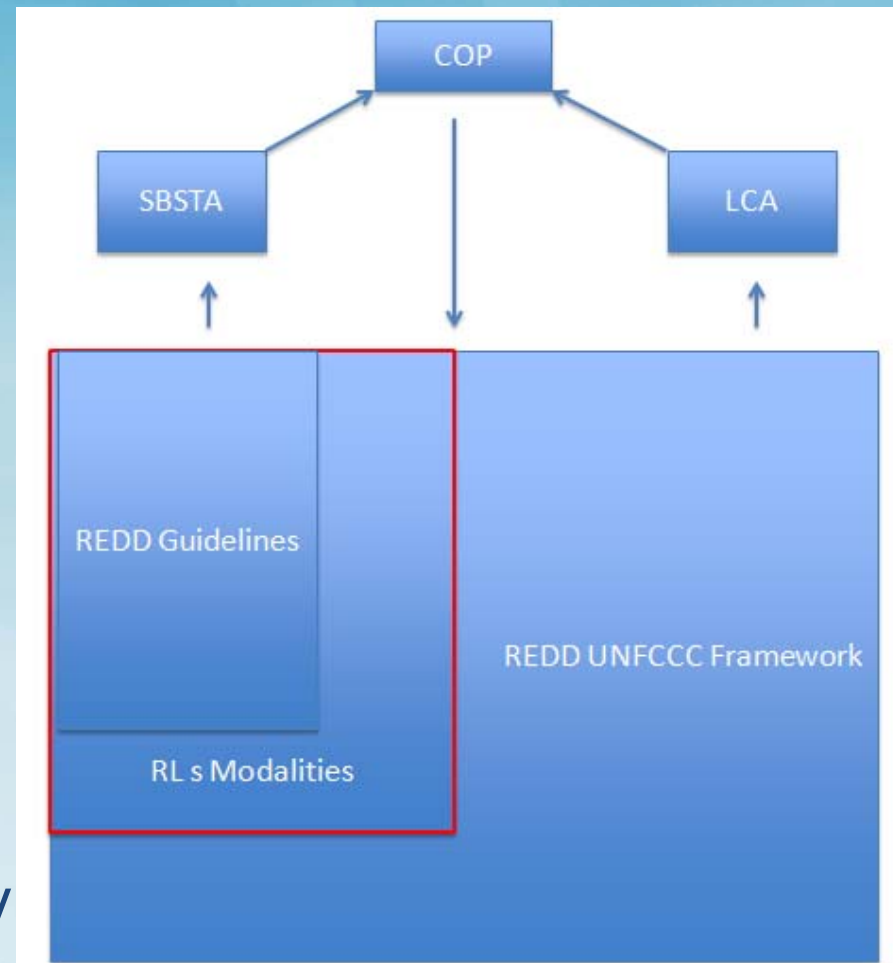 COP
SBSTA
LCA
REDD Guidelines
REDD UNFCCC Framework
RL s Modalities
y